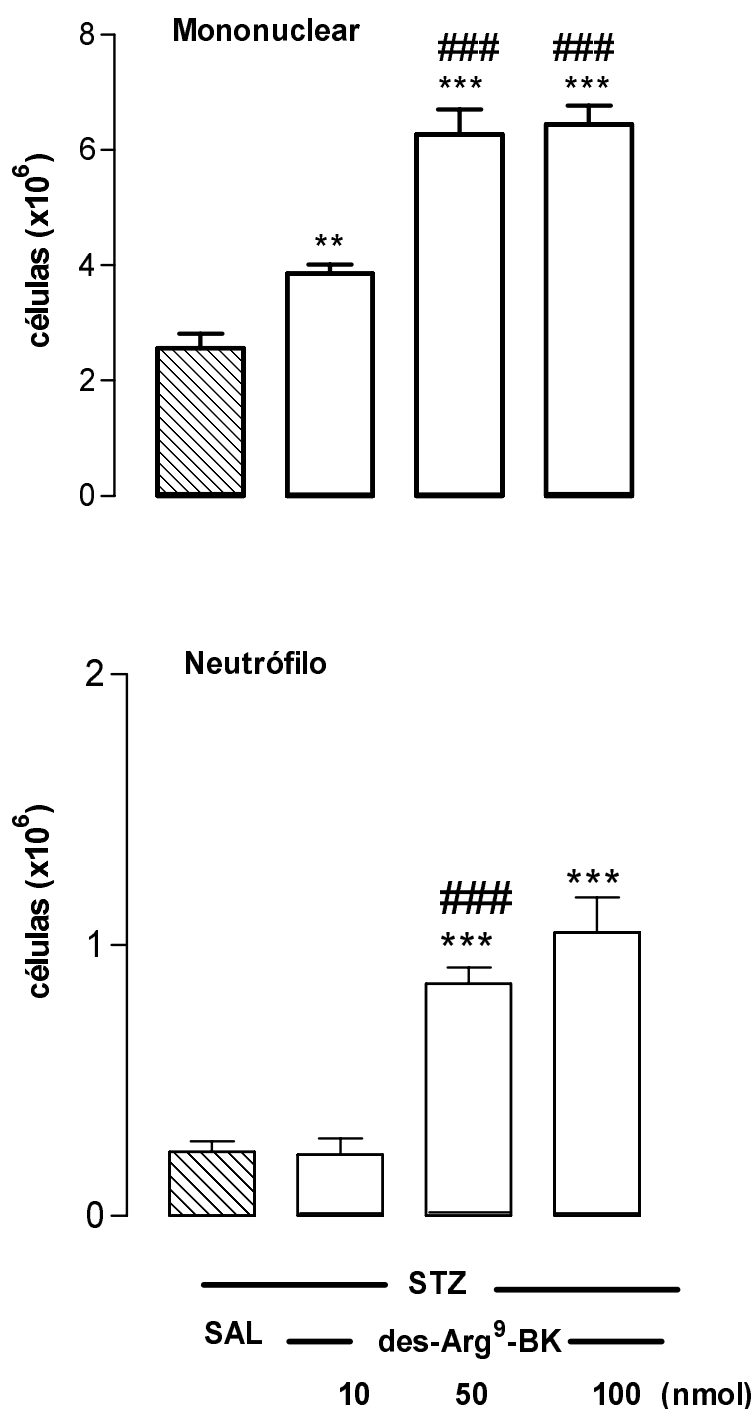 Mononuclear
8
6
4
2
0
células (x10⁶)
**
###
***
###
***
Neutrófilo
2
1
0
células (x10⁶)
###
***
***
STZ
SAL
des-Arg⁹-BK
10 50 100 (nmol)